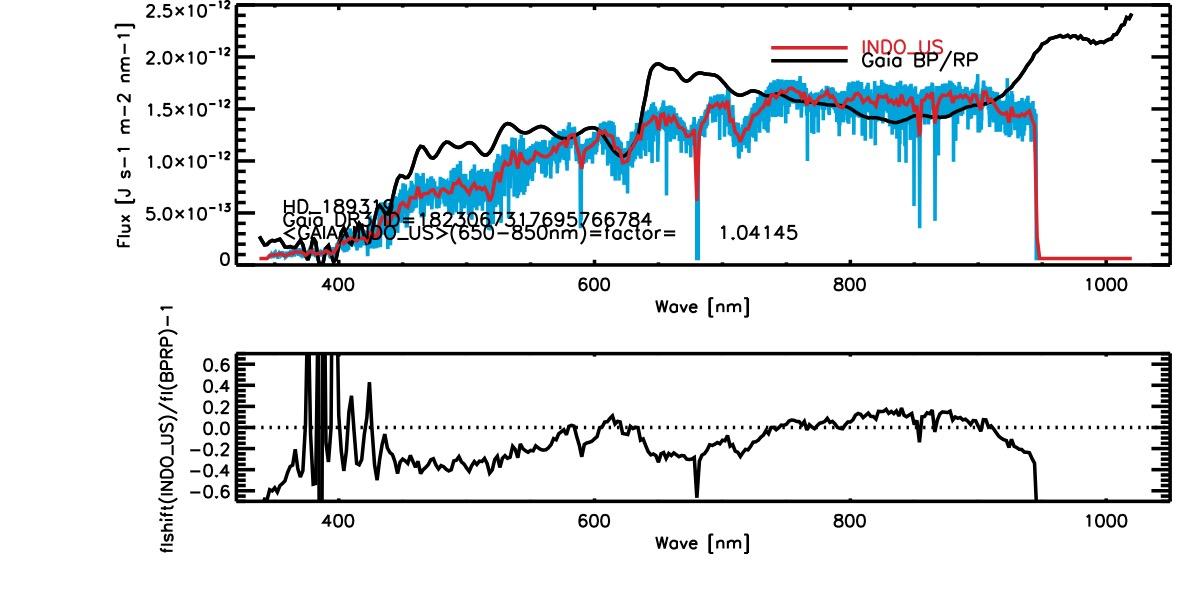 2.5×10⁻¹²
2.0×10⁻¹²
1.5×10⁻¹²
1.0×10⁻¹²
5.0×10⁻¹³
0
Flux [J s-1 m-2 nm-1]
INDO_US
Gaia BP/RP
HD_189319
Gaia DR3 ID=1823067317695766784
<GAIA/INDO_US>(650-850nm)=factor= 1.04145
400 600 800 1000
Wave [nm]
flshift(INDO_US)/fl(BPRP)-1
0.6
0.4
0.2
0.0
-0.2
-0.4
-0.6
400 600 800 1000
Wave [nm]